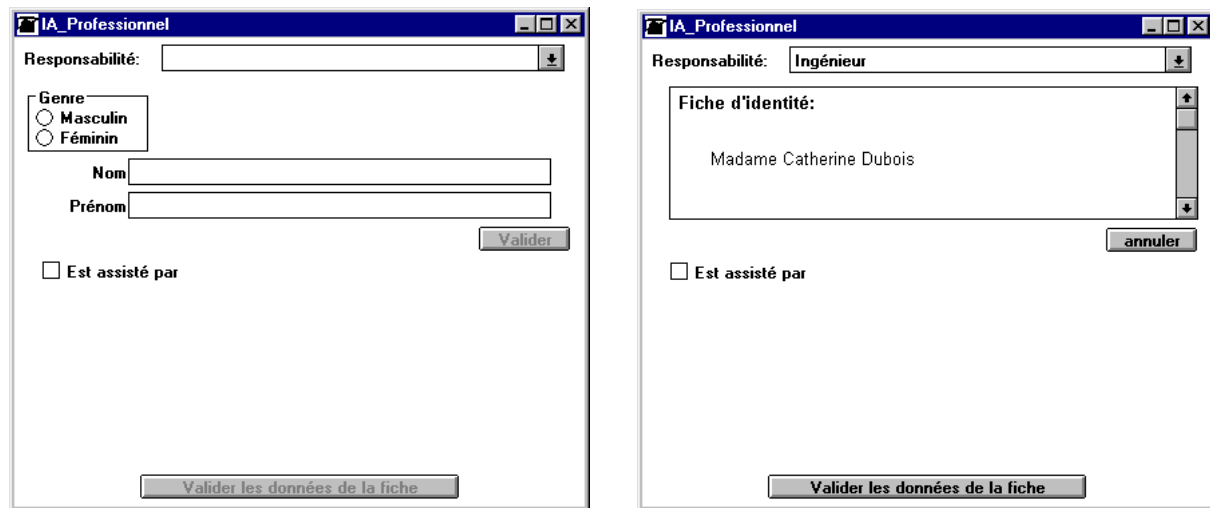 IA_Professionnel
Responsabilité:
Genre
Masculin
Féminin
Nom
Prénom
Valider
Est assisté par
Valider les données de la fiche
IA_Professionnel
Responsabilité: Ingénieur
Fiche d'identité:
Madame Catherine Dubois
annuler
Est assisté par
Valider les données de la fiche